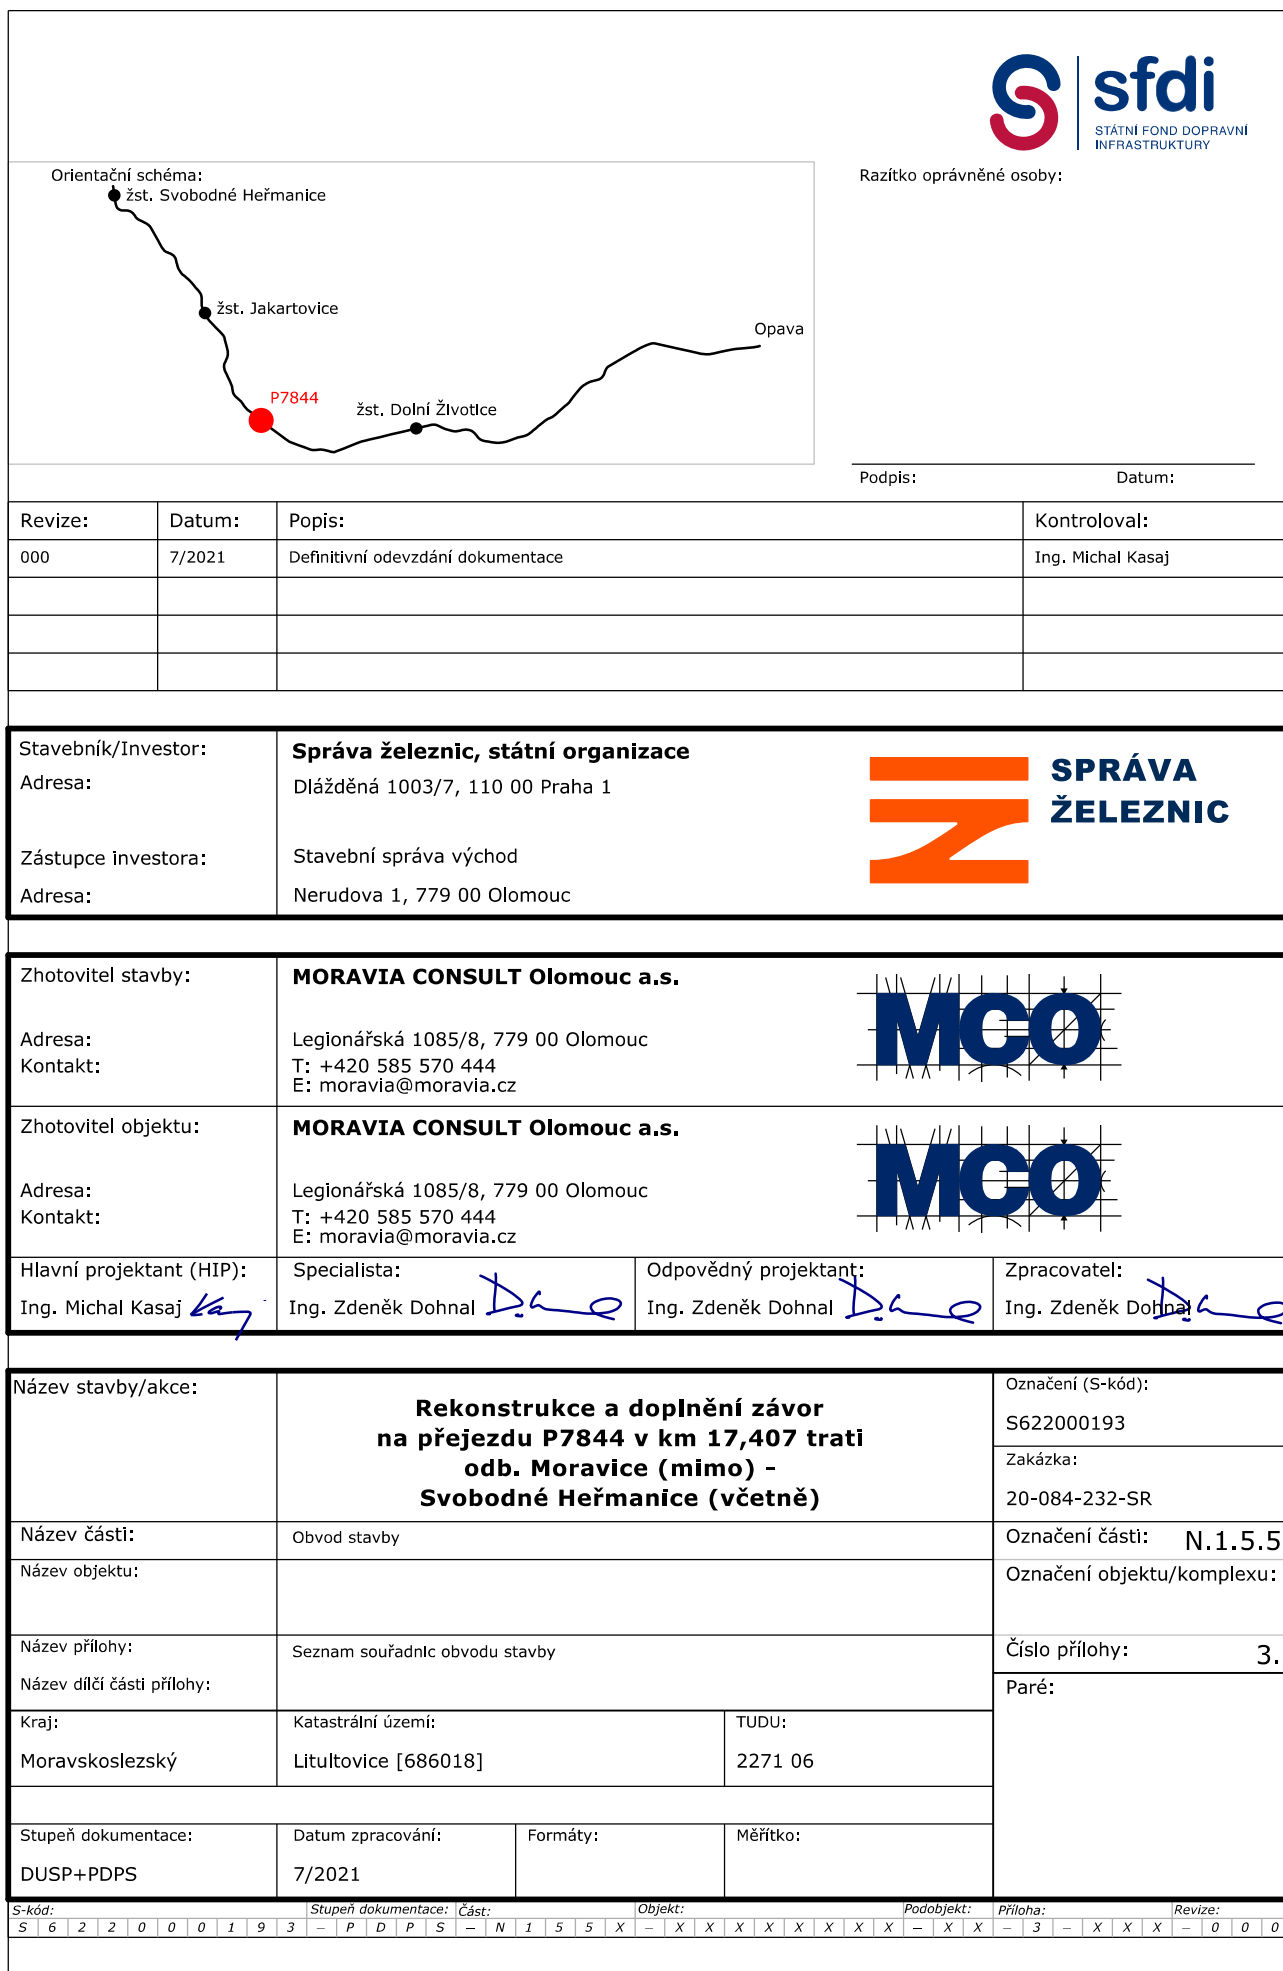 sfdi
STÁTNÍ FOND DOPRAVNÍ
INFRASTRUKTURY
Orientační schéma:
žst. Svobodné Heřmanice
žst. Jakartovice
Opava
P7844
žst. Dolní Životice
Razítko oprávněné osoby:
Podpis: Datum:
Revize: Datum: Popis: Kontroloval:
000 7/2021 Definitivní odevzdání dokumentace Ing. Michal Kasaj
Stavebník/Investor: Správa železnic, státní organizace
Adresa: Dlážděná 1003/7, 110 00 Praha 1
SPRÁVA
ŽELEZNIC
Zástupce investora: Stavební správa východ
Adresa: Nerudova 1, 779 00 Olomouc
Zhotovitel stavby: MORAVIA CONSULT Olomouc a.s.
MCO
Adresa: Legionářská 1085/8, 779 00 Olomouc
Kontakt: T: +420 585 570 444
E: moravia@moravia.cz
Zhotovitel objektu: MORAVIA CONSULT Olomouc a.s.
MCO
Adresa: Legionářská 1085/8, 779 00 Olomouc
Kontakt: T: +420 585 570 444
E: moravia@moravia.cz
Hlavní projektant (HIP): Specialista: Odpovědný projektant: Zpracovatel:
Ing. Michal Kasaj Ing. Zdeněk Dohnal Ing. Zdeněk Dohnal Ing. Zdeněk Dohnal
Název stavby/akce:
Rekonstrukce a doplnění závor
na přejezdu P7844 v km 17,407 trati
odb. Moravice (mimo) -
Svobodné Heřmanice (včetně)
Označení (S-kód):
S622000193
Zakázka:
20-084-232-SR
Název části: Obvod stavby Označení části: N.1.5.5
Název objektu: Označení objektu/komplexu:
Název přílohy: Seznam souřadnic obvodu stavby Číslo přílohy: 3.
Název dílčí části přílohy: Paré:
Kraj: Katastrální území: TUDU:
Moravskoslezský Litultovice [686018] 2271 06
Stupeň dokumentace: Datum zpracování: Formáty: Měřítko:
DUSP+PDPS 7/2021
S-kód: Stupeň dokumentace: Část: Objekt: Podobjekt: Příloha: Revize:
S 6 2 2 0 0 0 1 9 3 – P D P S – N 1 5 5 X – X X X X X X X X – X X – 3 – X X X – 0 0 0